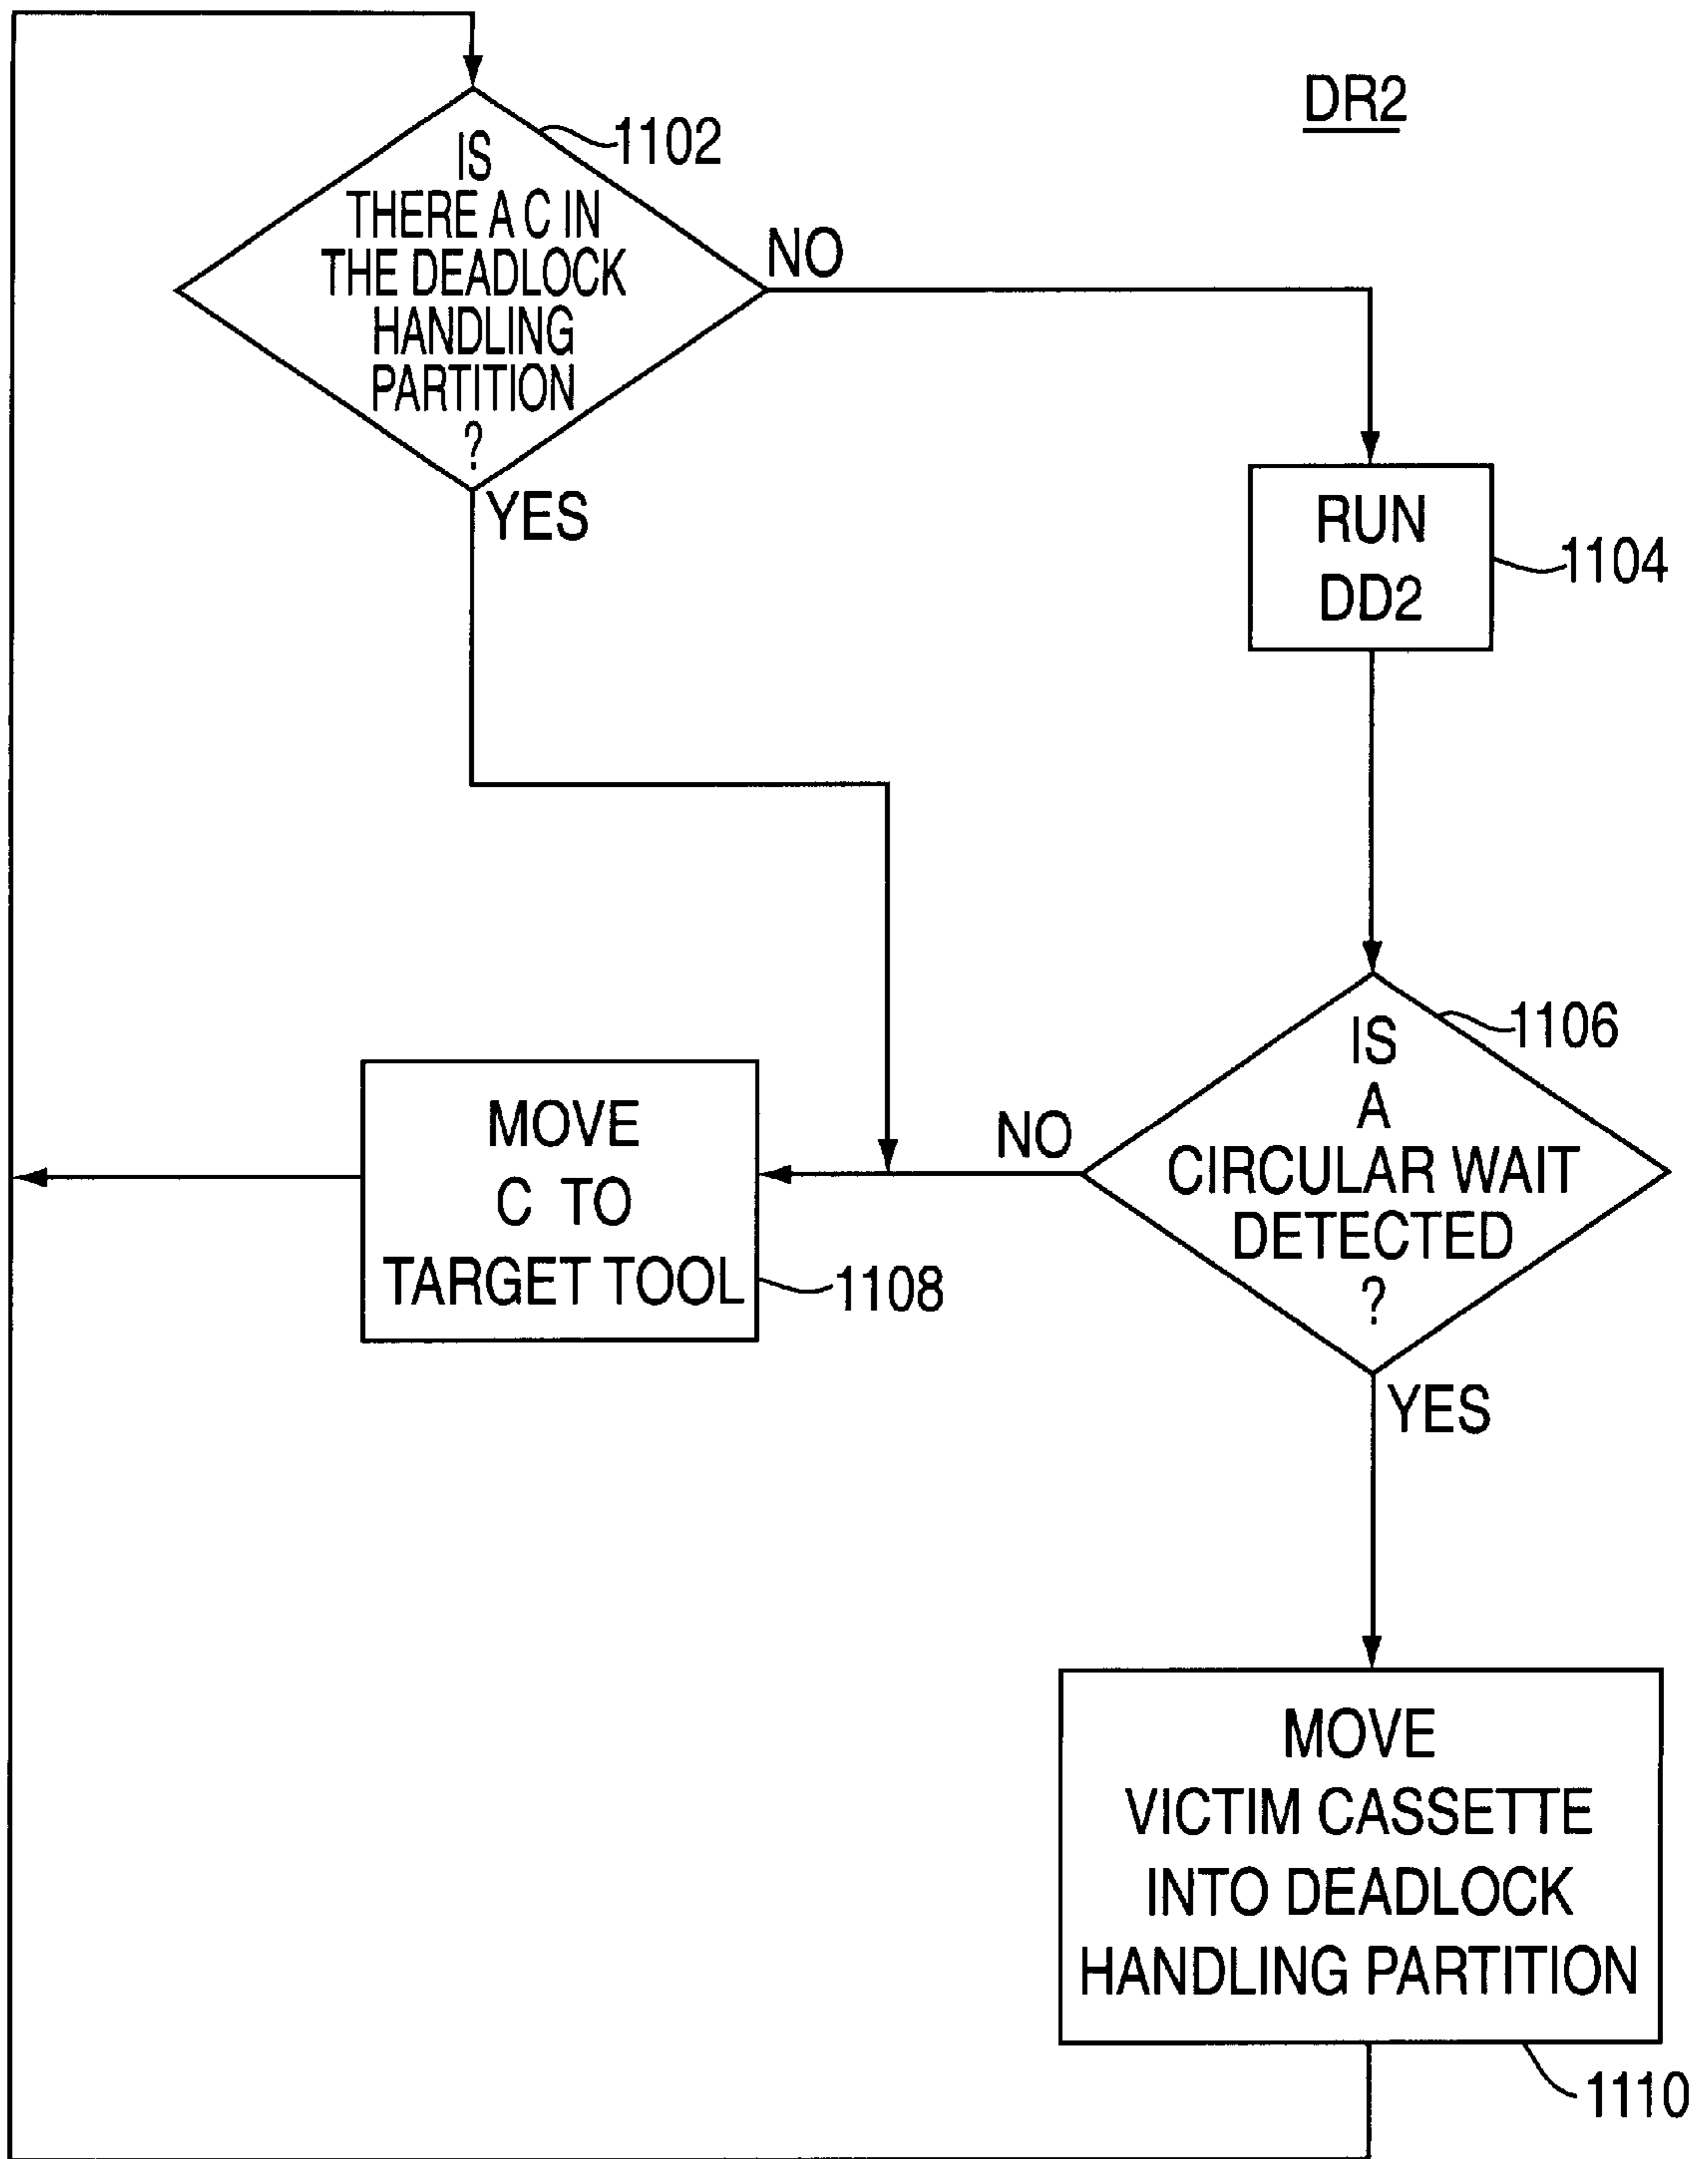 DR2
1102
IS
THERE A C IN
THE DEADLOCK
HANDLING
PARTITION
?
NO
YES
RUN
DD2
1104
1106
IS
A
CIRCULAR WAIT
DETECTED
?
NO
YES
MOVE
C TO
TARGET TOOL
1108
MOVE
VICTIM CASSETTE
INTO DEADLOCK
HANDLING PARTITION
1110